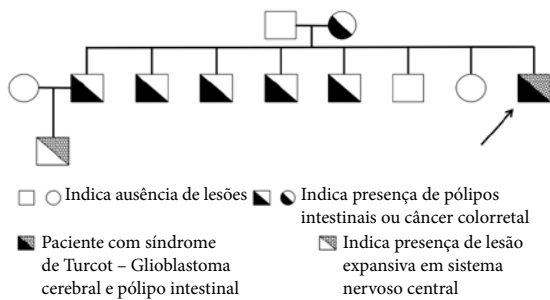 Indica ausência de lesões
Indica presença de pólipos
intestinais ou câncer colorretal
Paciente com síndrome
de Turcot – Glioblastoma
cerebral e pólipo intestinal
Indica presença de lesão
expansiva em sistema
nervoso central